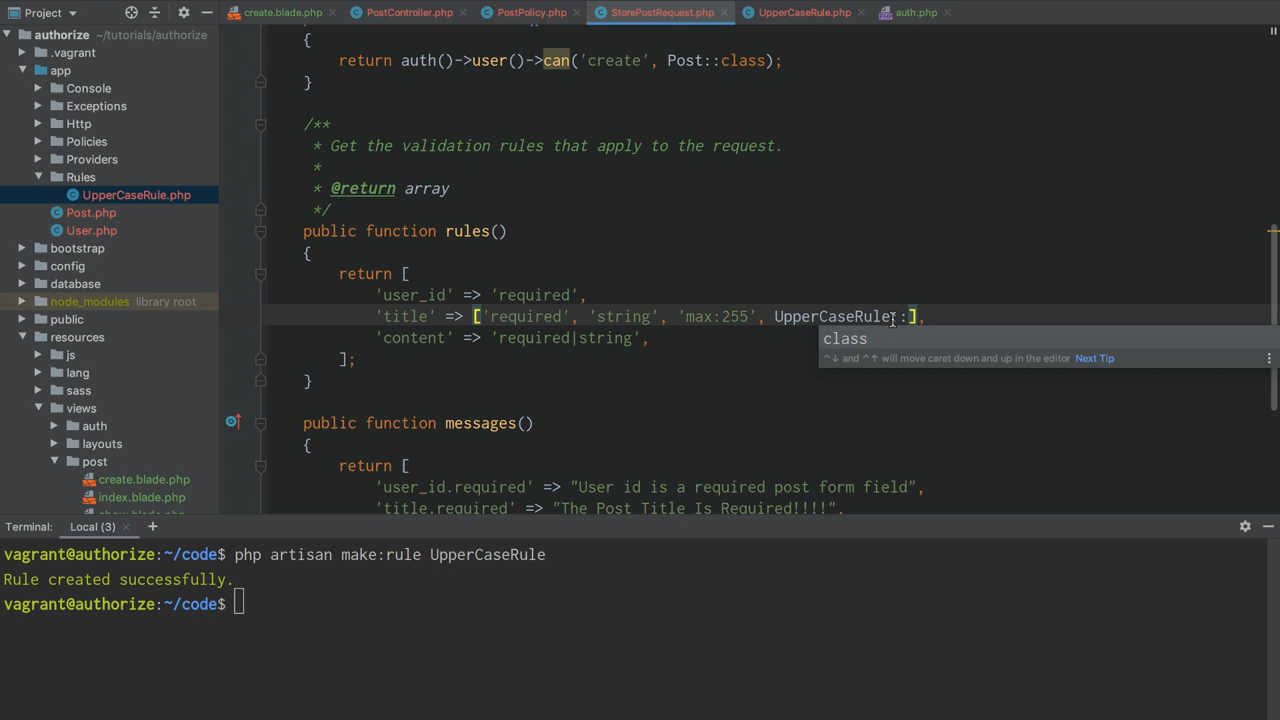 Project
create.blade.php
PostController.php
PostPolicy.php
StorePostRequest.php
UpperCaseRule.php
auth.php
authorize ~/tutorials/authorize
.vagrant
app
Console
Exceptions
Http
Policies
Providers
Rules
UpperCaseRule.php
Post.php
User.php
bootstrap
config
database
node_modules library root
public
resources
js
lang
sass
views
auth
layouts
post
create.blade.php
index.blade.php
{
return auth()->user()->can('create', Post::class);
}
/**
* Get the validation rules that apply to the request.
*
* @return array
*/
public function rules()
{
return [
'user_id' => 'required',
'title' => ['required', 'string', 'max:255', UpperCaseRule::],
class
^↓ and ^↑ will move caret down and up in the editor Next Tip
'content' => 'required|string',
];
}
public function messages()
{
return [
'user_id.required' => "User id is a required post form field",
'title.required' => "The Post Title Is Required!!!!",
Terminal: Local (3) +
vagrant@authorize:~/code$ php artisan make:rule UpperCaseRule
Rule created successfully.
vagrant@authorize:~/code$